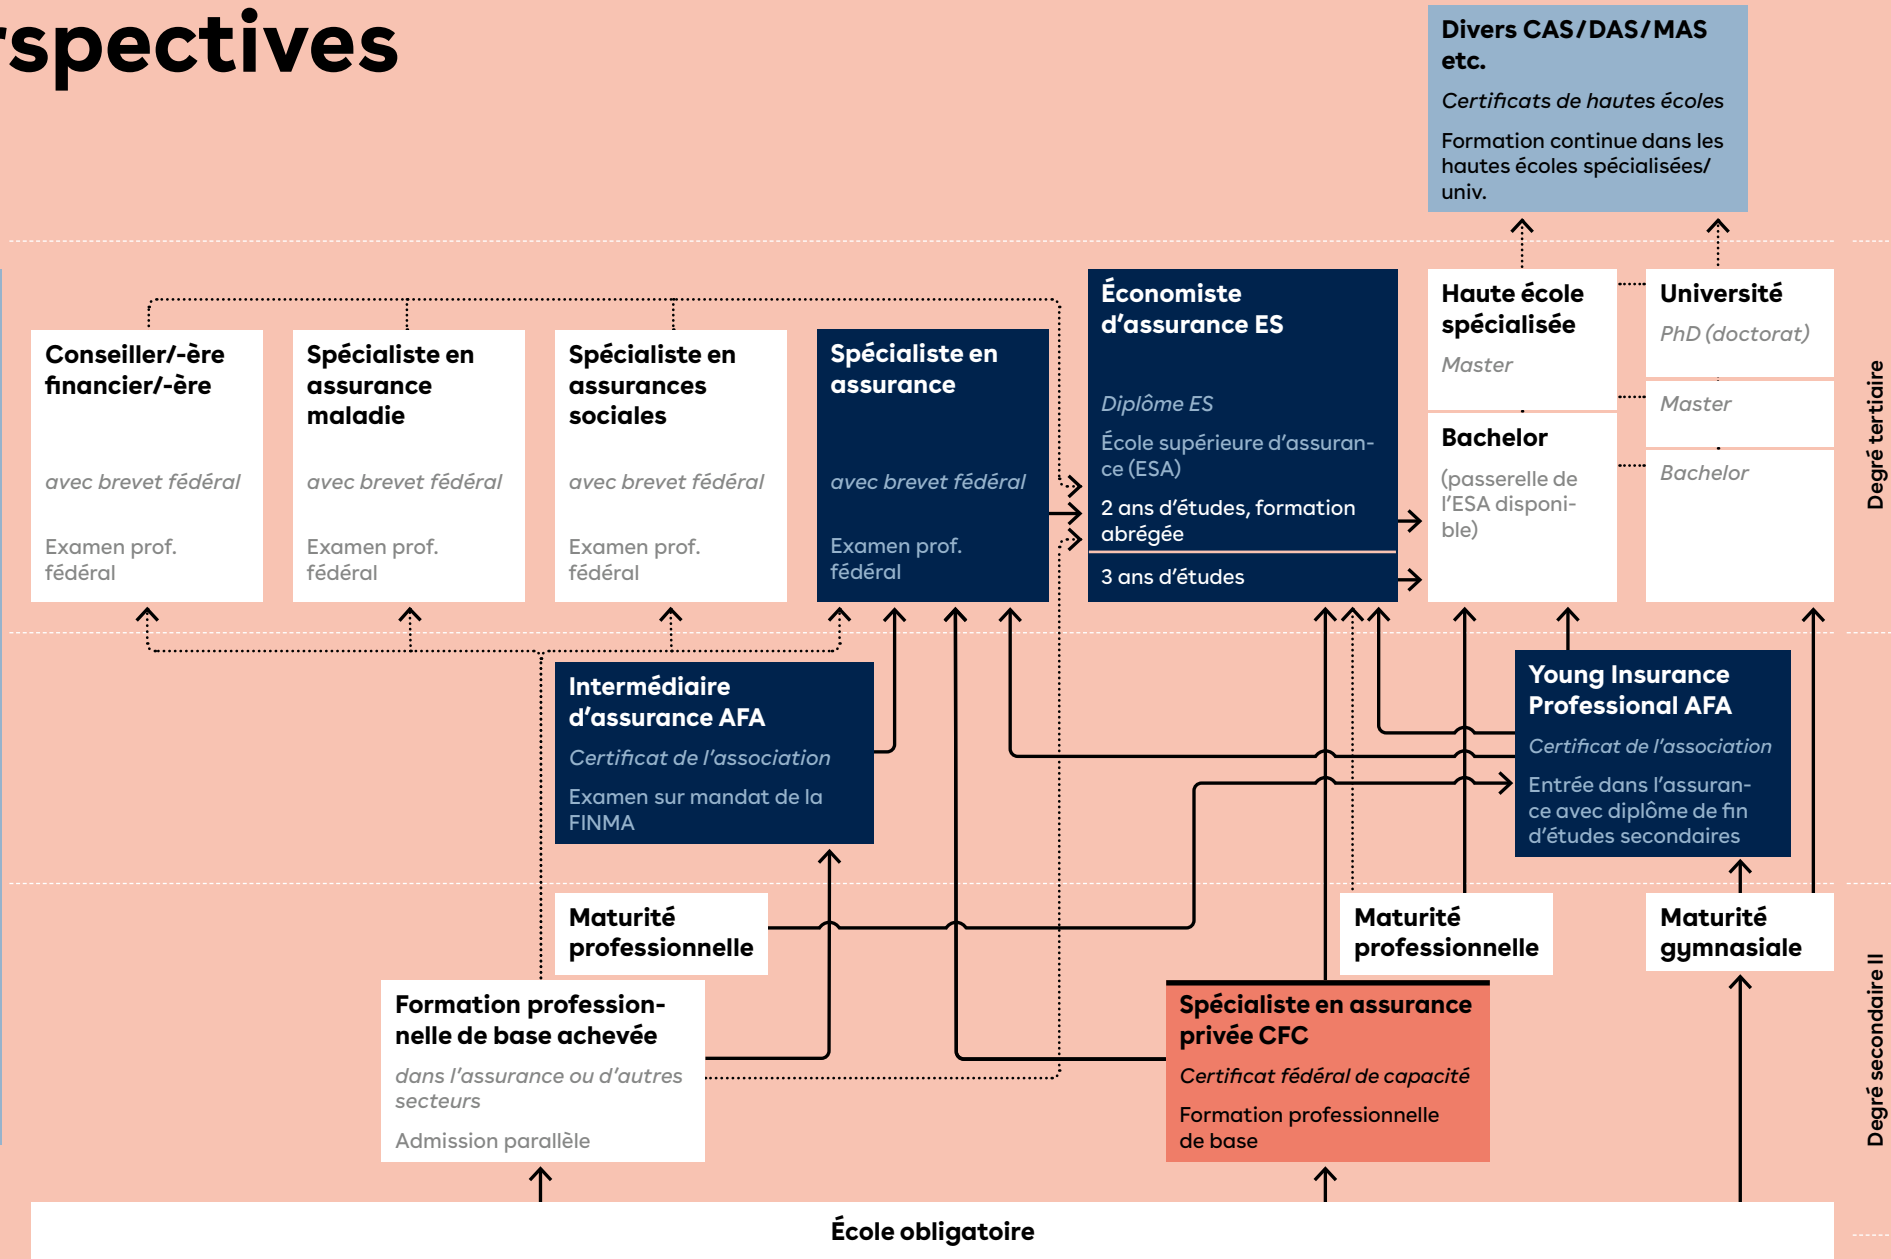 rspectives
Divers CAS/DAS/MAS
etc.
Certificats de hautes écoles
Formation continue dans les
hautes écoles spécialisées/
univ.
Conseiller/-ère
financier/-ère
avec brevet fédéral
Examen prof.
fédéral
Spécialiste en
assurance
maladie
avec brevet fédéral
Examen prof.
fédéral
Spécialiste en
assurances
sociales
avec brevet fédéral
Examen prof.
fédéral
Spécialiste en
assurance
avec brevet fédéral
Examen prof.
fédéral
Économiste
d'assurance ES
Diplôme ES
École supérieure d'assuran-
ce (ESA)
2 ans d'études, formation
abrégée
3 ans d'études
Haute école
spécialisée
Master
Bachelor
(passerelle de
l'ESA disponi-
ble)
Université
PhD (doctorat)
Master
Bachelor
Degré tertiaire
Intermédiaire
d'assurance AFA
Certificat de l'association
Examen sur mandat de la
FINMA
Young Insurance
Professional AFA
Certificat de l'association
Entrée dans l'assuran-
ce avec diplôme de fin
d'études secondaires
Maturité
professionnelle
Formation profession-
nelle de base achevée
dans l'assurance ou d'autres
secteurs
Admission parallèle
Maturité
professionnelle
Spécialiste en assurance
privée CFC
Certificat fédéral de capacité
Formation professionnelle
de base
Maturité
gymnasiale
Degré secondaire II
École obligatoire